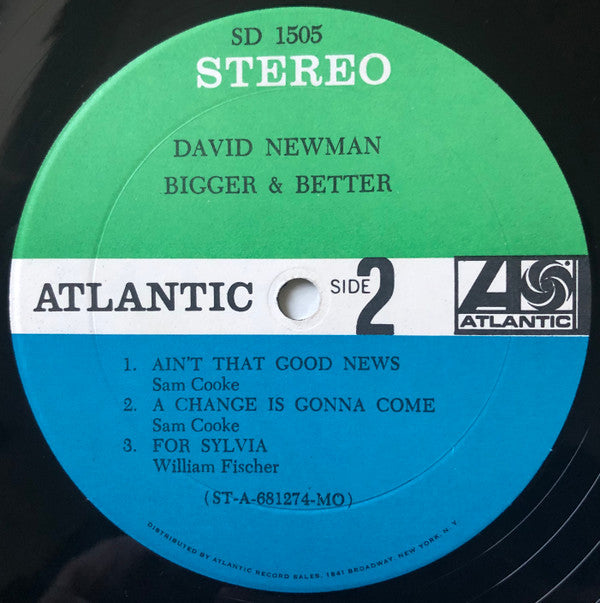 SD 1505
STEREO
DAVID NEWMAN
BIGGER & BETTER
ATLANTIC SIDE 2 ATLANTIC
1. AIN'T THAT GOOD NEWS
Sam Cooke
2. A CHANGE IS GONNA COME
Sam Cooke
3. FOR SYLVIA
William Fischer
(ST-A-681274-MO)
DISTRIBUTED BY ATLANTIC RECORD SALES, 1841 BROADWAY, NEW YORK, N. Y.